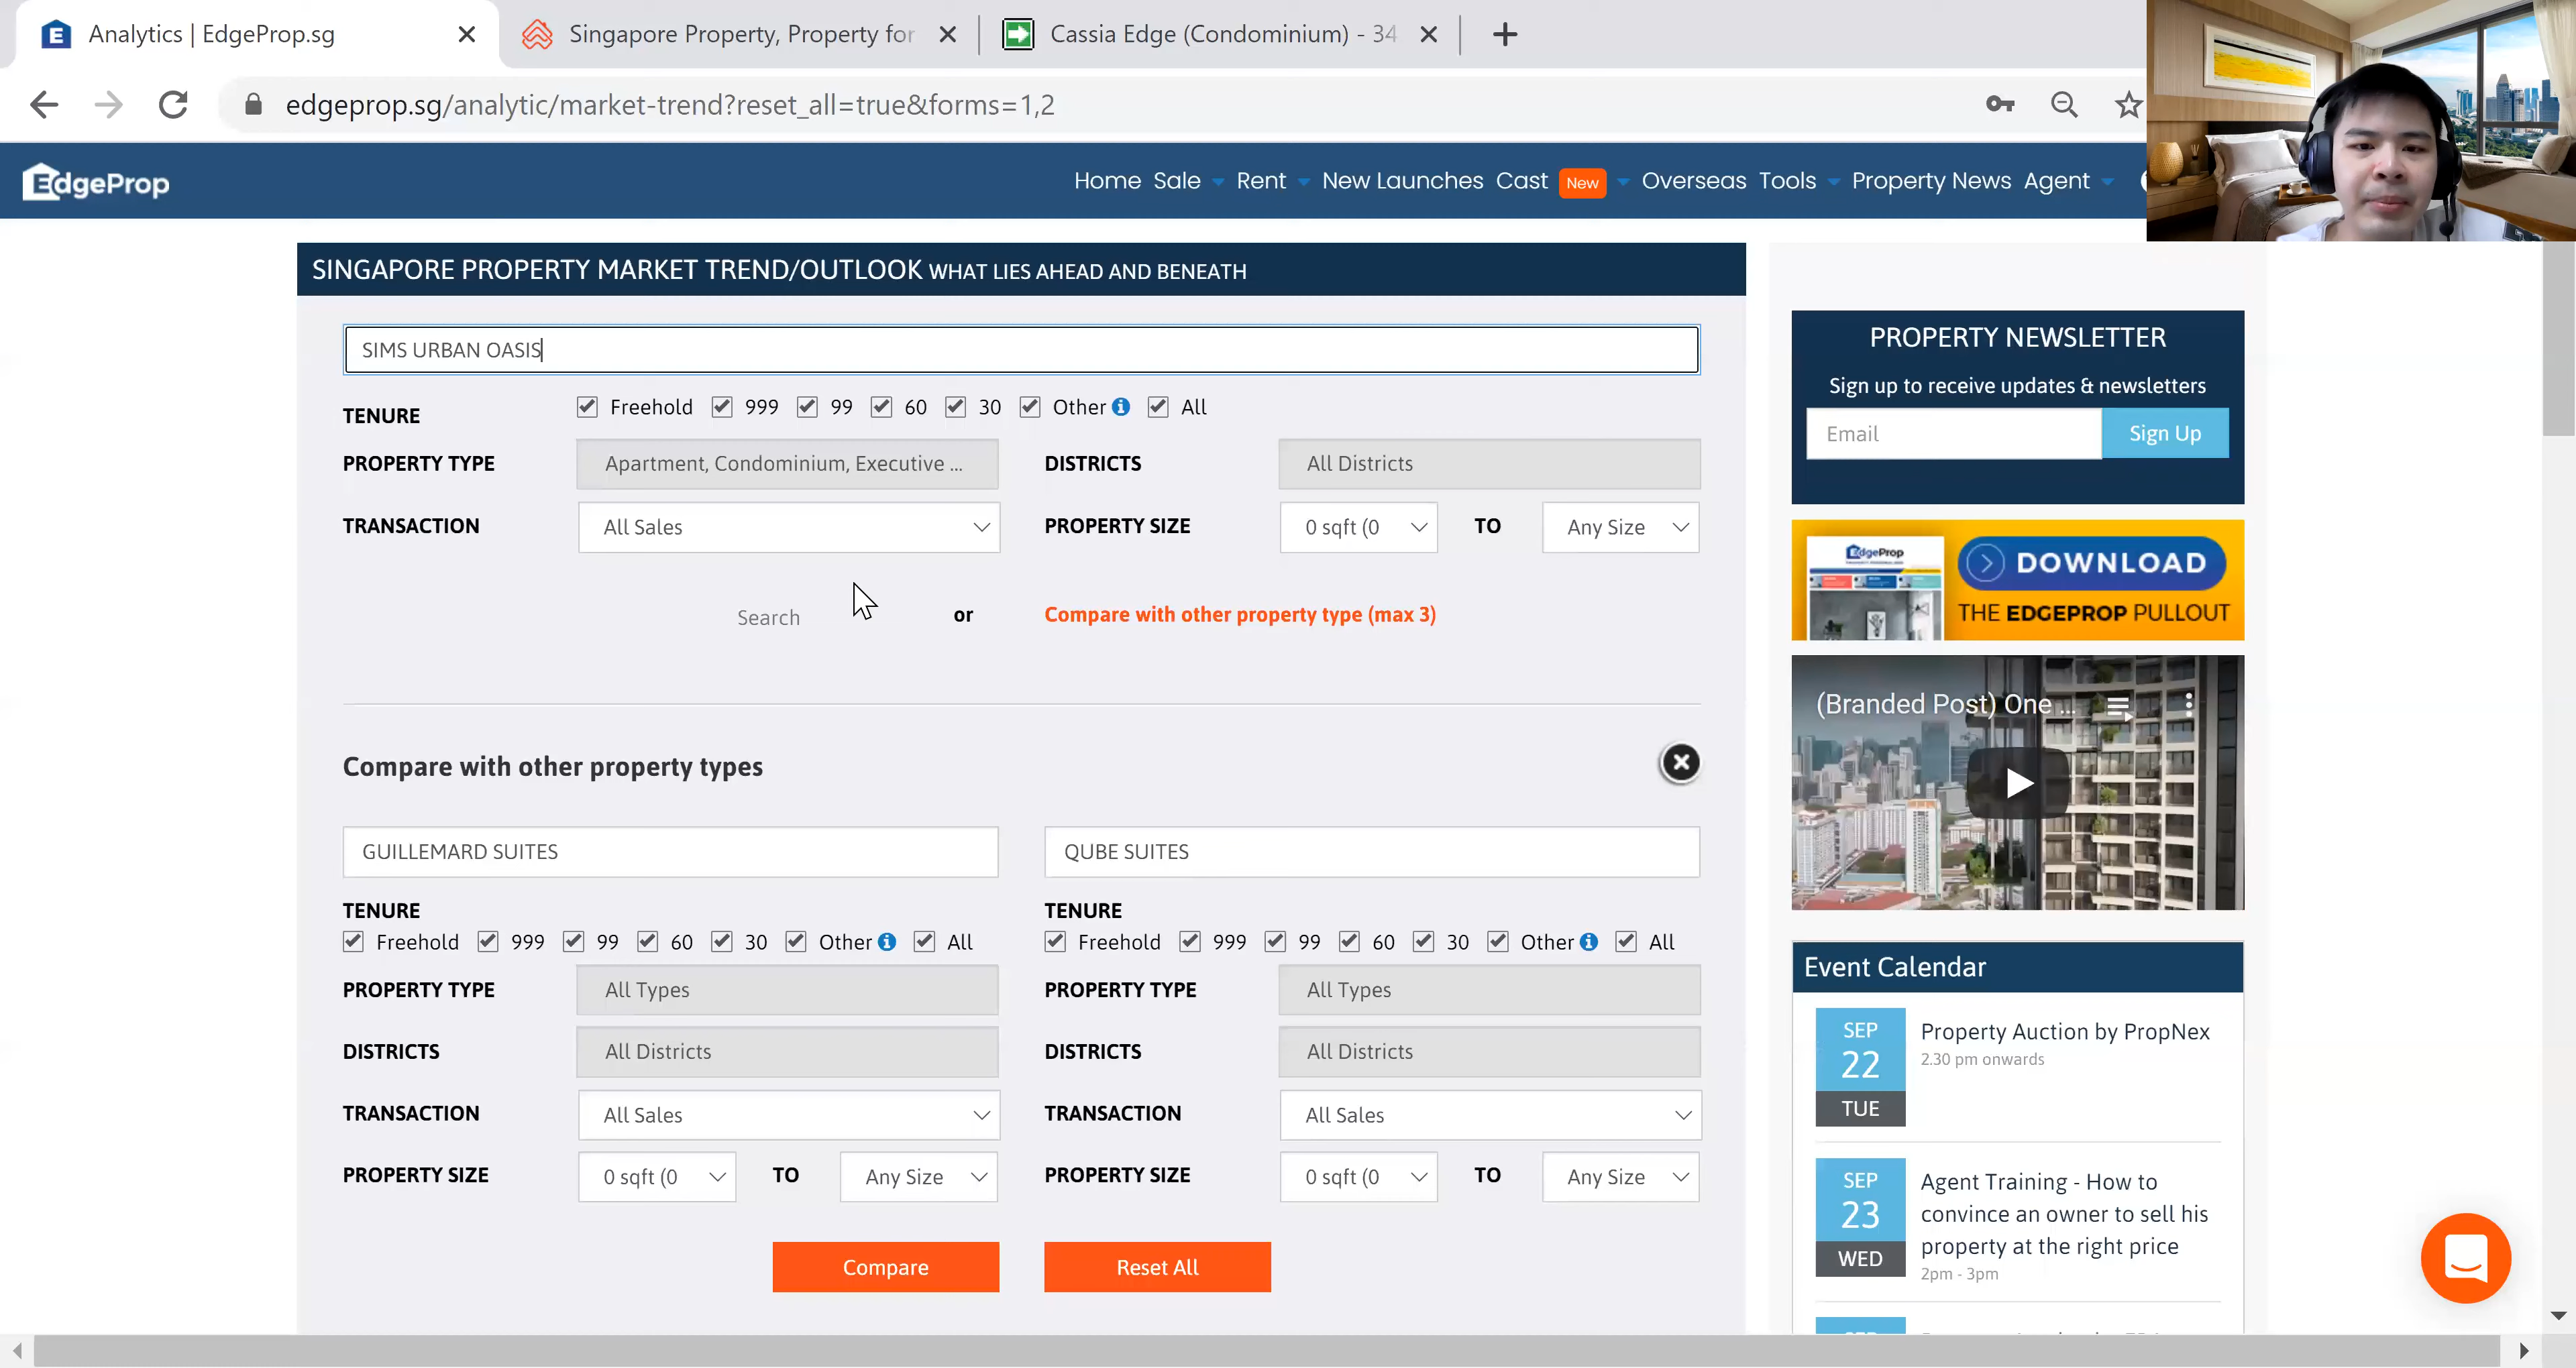 Analytics | EdgeProp.sg
Singapore Property, Property for
Cassia Edge (Condominium) - 34
edgeprop.sg/analytic/market-trend?reset_all=true&forms=1,2
EdgeProp
Home Sale Rent New Launches Cast New Overseas Tools Property News Agent
SINGAPORE PROPERTY MARKET TREND/OUTLOOK WHAT LIES AHEAD AND BENEATH
SIMS URBAN OASIS
TENURE Freehold 999 99 60 30 Other All
PROPERTY TYPE Apartment, Condominium, Executive ... DISTRICTS All Districts
TRANSACTION All Sales PROPERTY SIZE 0 sqft (0 TO Any Size
Search or Compare with other property type (max 3)
Compare with other property types
GUILLEMARD SUITES QUBE SUITES
TENURE TENURE
Freehold 999 99 60 30 Other All Freehold 999 99 60 30 Other All
PROPERTY TYPE All Types PROPERTY TYPE All Types
DISTRICTS All Districts DISTRICTS All Districts
TRANSACTION All Sales TRANSACTION All Sales
PROPERTY SIZE 0 sqft (0 TO Any Size PROPERTY SIZE 0 sqft (0 TO Any Size
Compare Reset All
PROPERTY NEWSLETTER
Sign up to receive updates & newsletters
Email Sign Up
EdgeProp
DOWNLOAD
THE EDGEPROP PULLOUT
(Branded Post) One ...
Event Calendar
SEP
22
TUE
Property Auction by PropNex
2.30 pm onwards
SEP
23
WED
Agent Training - How to
convince an owner to sell his
property at the right price
2pm - 3pm